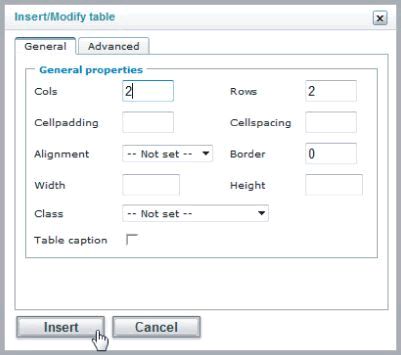 Insert/Modify table
General Advanced
General properties
Cols 2 Rows 2
Cellpadding Cellspacing
Alignment -- Not set -- Border 0
Width Height
Class -- Not set --
Table caption
Insert Cancel